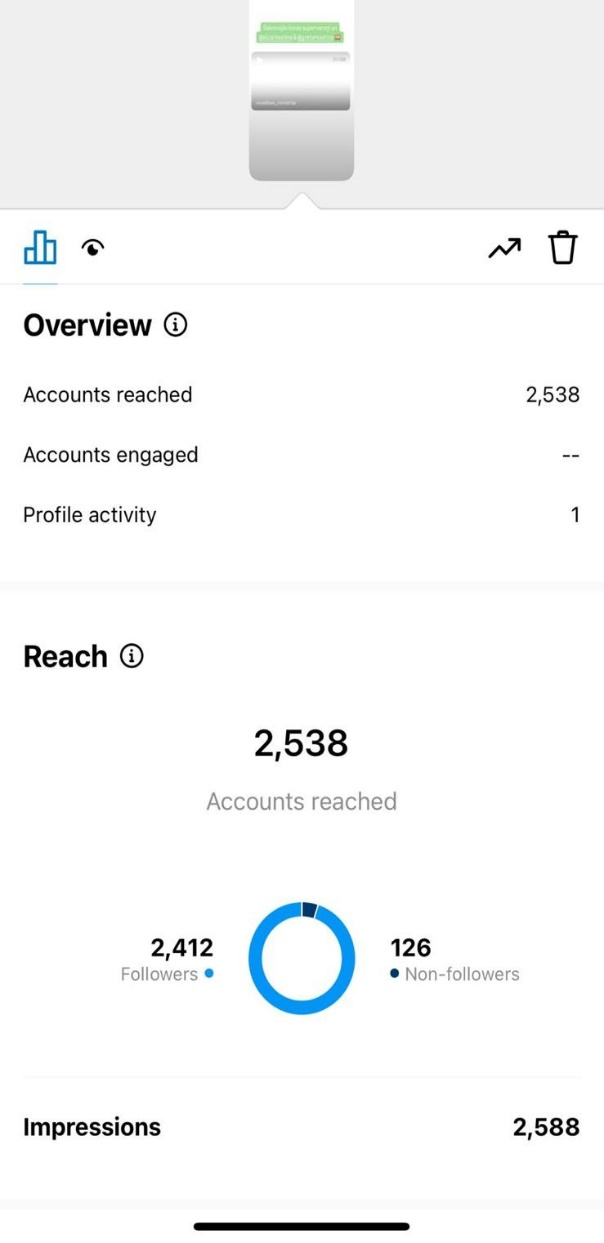 Overview
Accounts reached 2,538
Accounts engaged --
Profile activity 1
Reach
2,538
Accounts reached
2,412 126
Followers Non-followers
Impressions 2,588